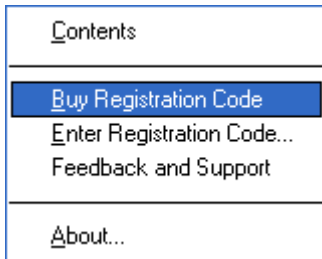 Contents
Buy Registration Code
Enter Registration Code...
Feedback and Support
About...